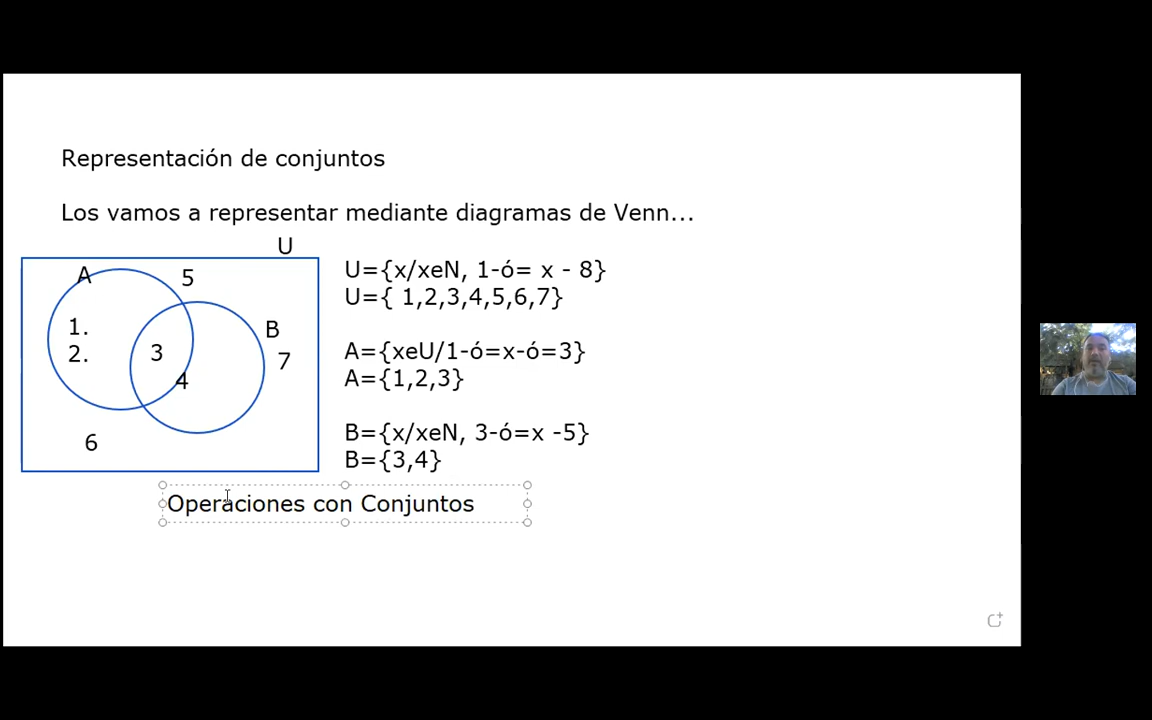 Representación de conjuntos
Los vamos a representar mediante diagramas de Venn...
U
A
5
1.
2.
3
4
B
7
6
U={x/xeN, 1-ó= x - 8}
U={ 1,2,3,4,5,6,7}
A={xeU/1-ó=x-ó=3}
A={1,2,3}
B={x/xeN, 3-ó=x -5}
B={3,4}
Operaciones con Conjuntos